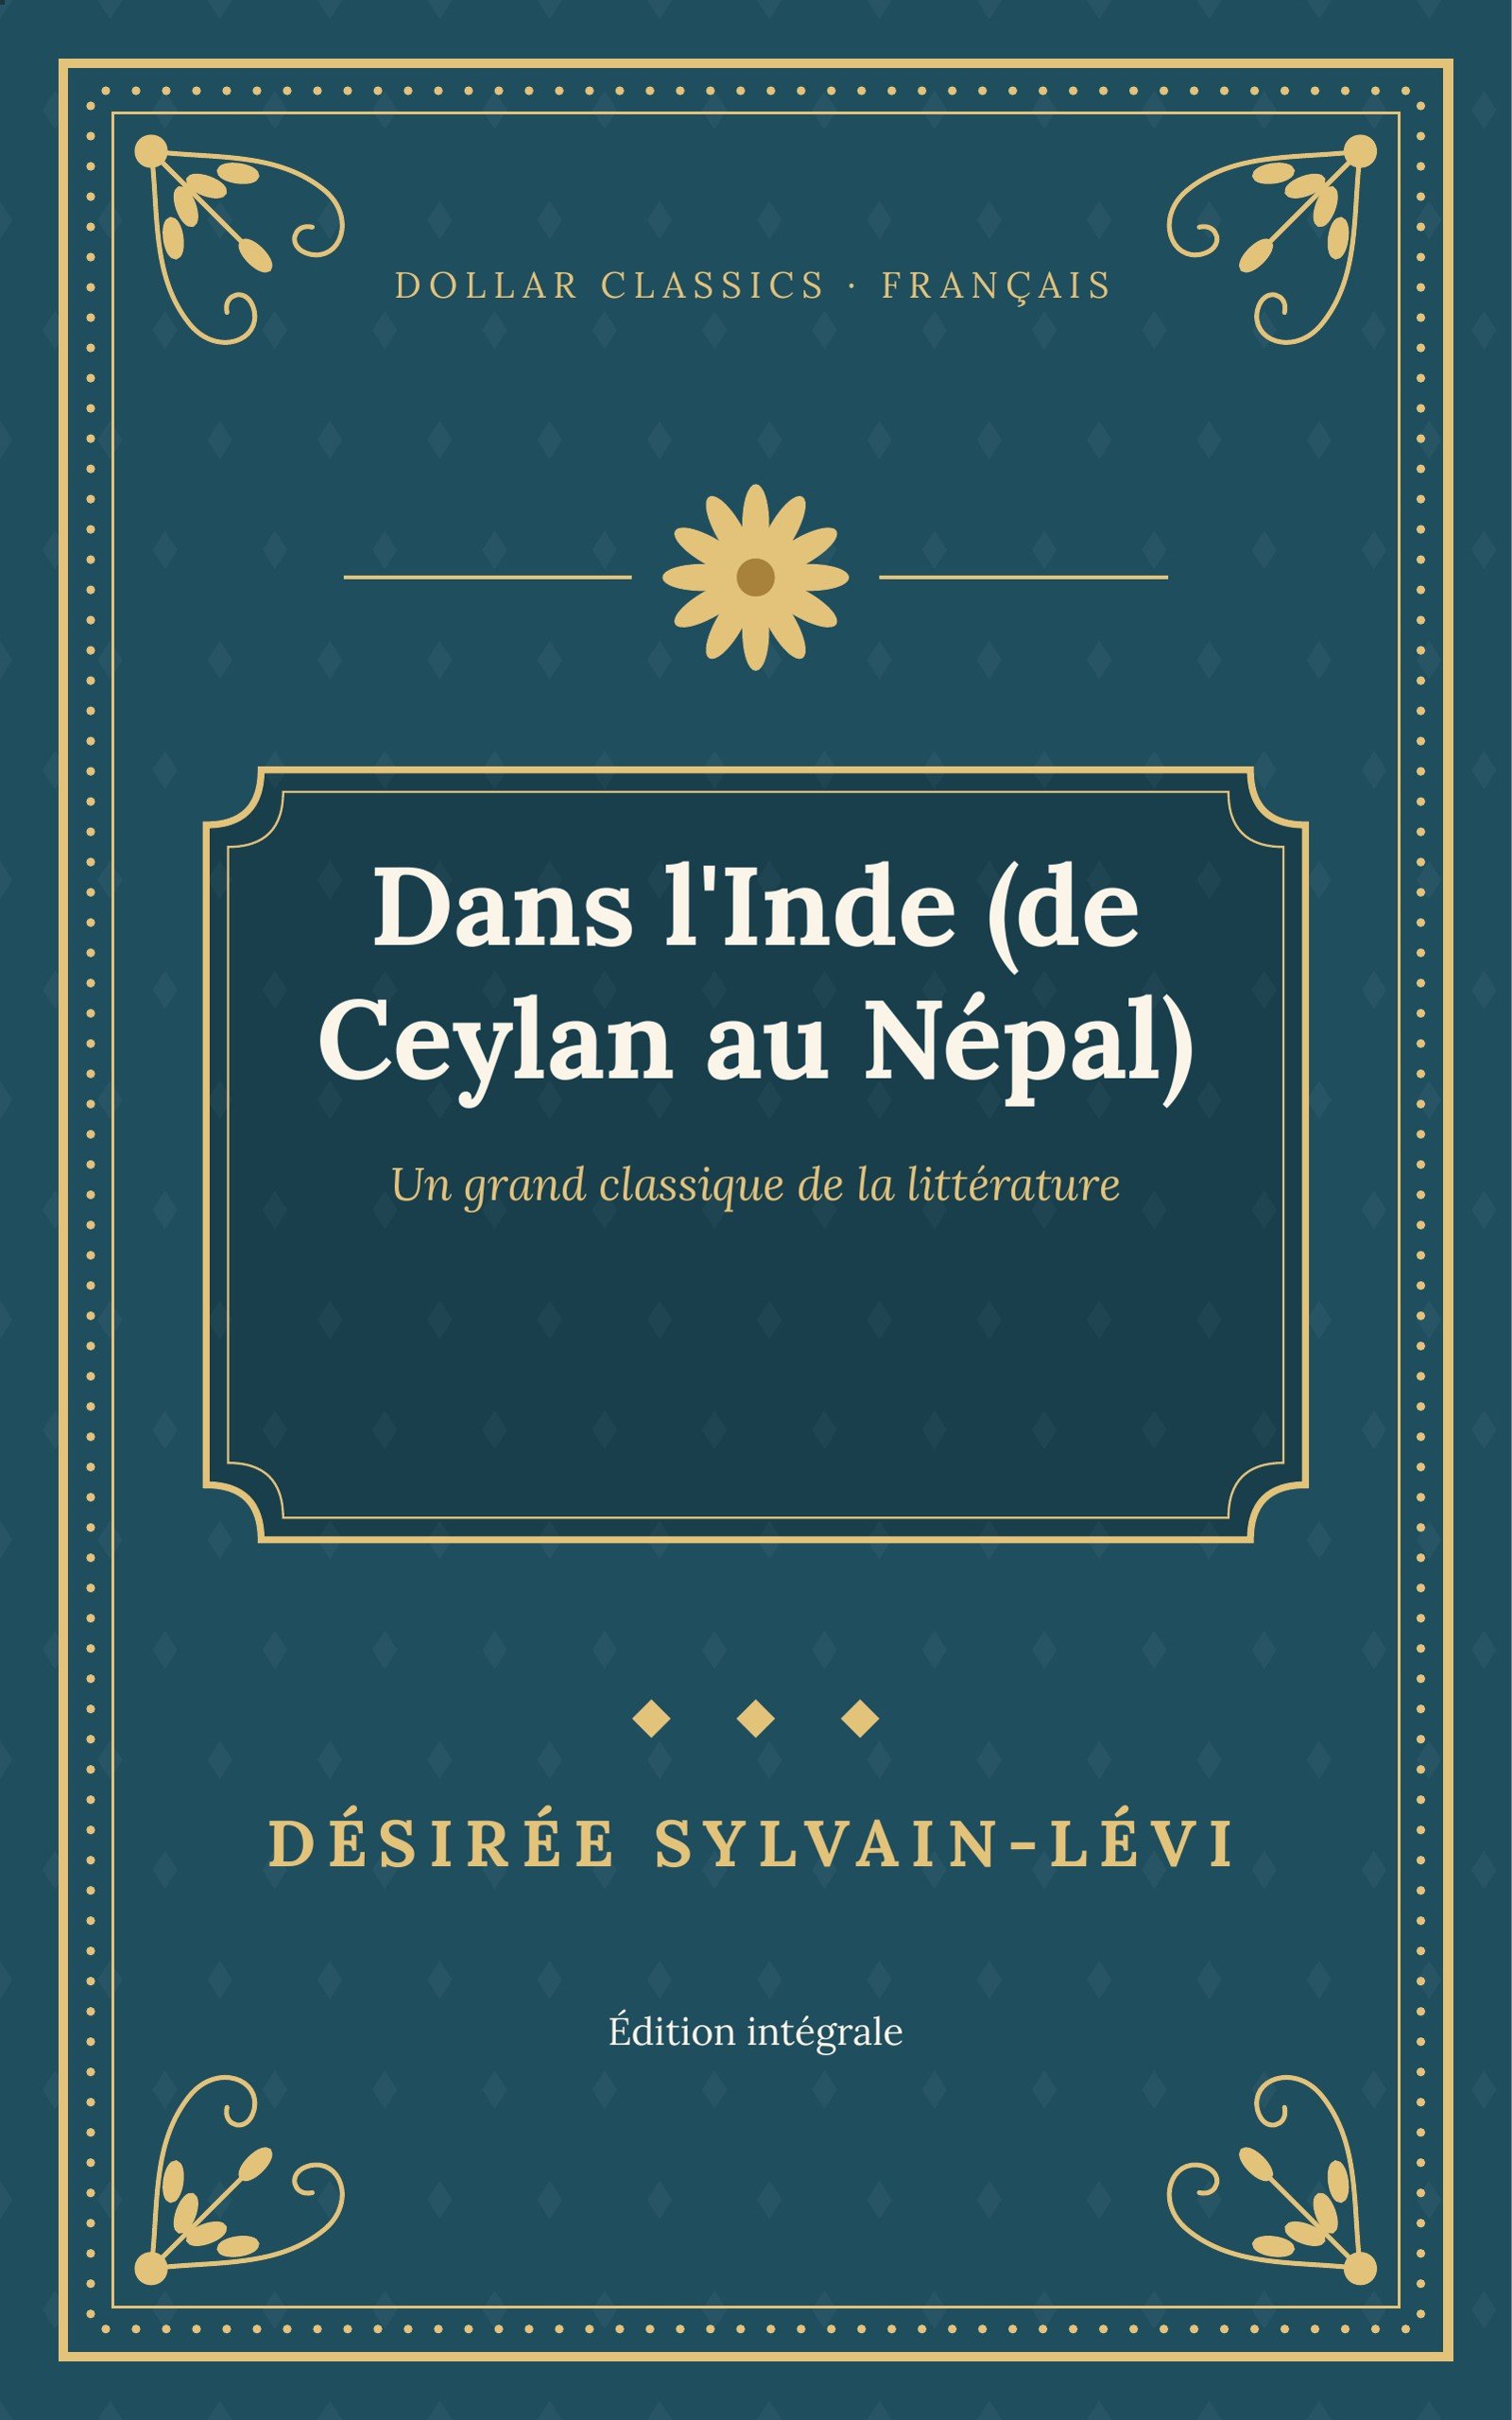 DOLLAR CLASSICS · FRANÇAIS
Dans l'Inde (de
Ceylan au Népal)
Un grand classique de la littérature
DÉSIRÉE SYLVAIN-LÉVI
Édition intégrale